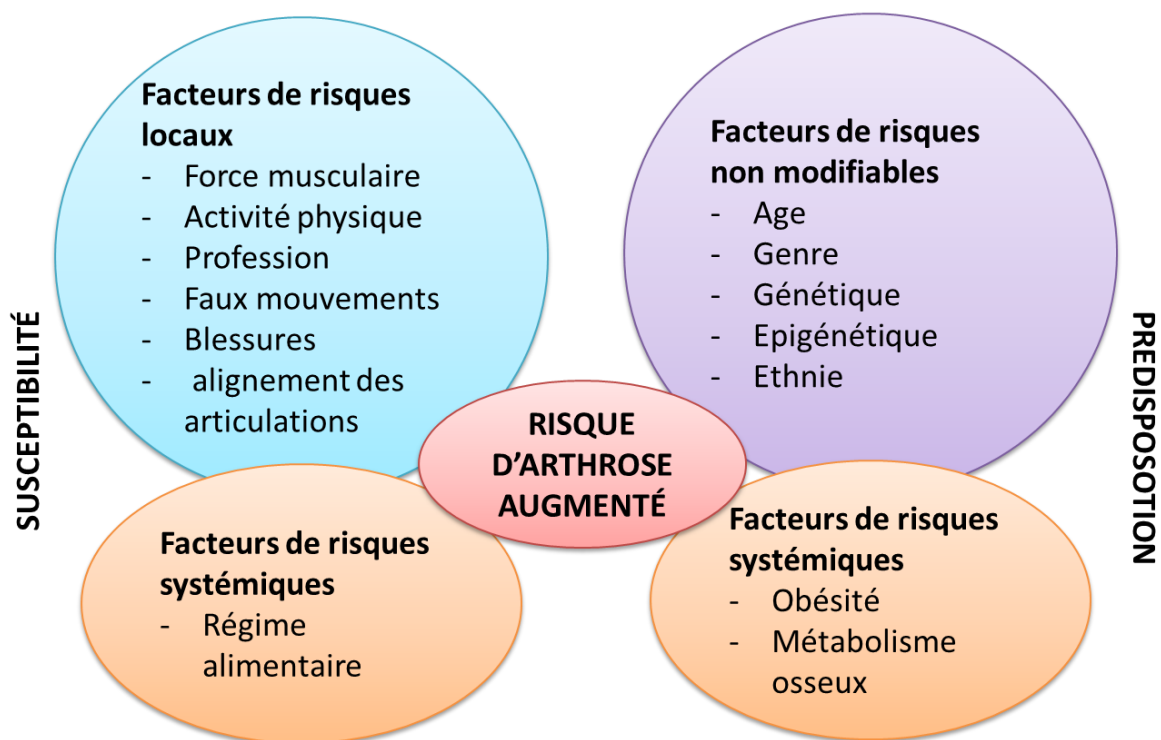 SUSCEPTIBILITÉ
Facteurs de risques
locaux
- Force musculaire
- Activité physique
- Profession
- Faux mouvements
- Blessures
- alignement des
articulations
Facteurs de risques
systémiques
- Régime
alimentaire
RISQUE
D’ARTHROSE
AUGMENTÉ
Facteurs de risques
non modifiables
- Age
- Genre
- Génétique
- Epigénétique
- Ethnie
Facteurs de risques
systémiques
- Obésité
- Métabolisme
osseux
PREDISPOSOTION